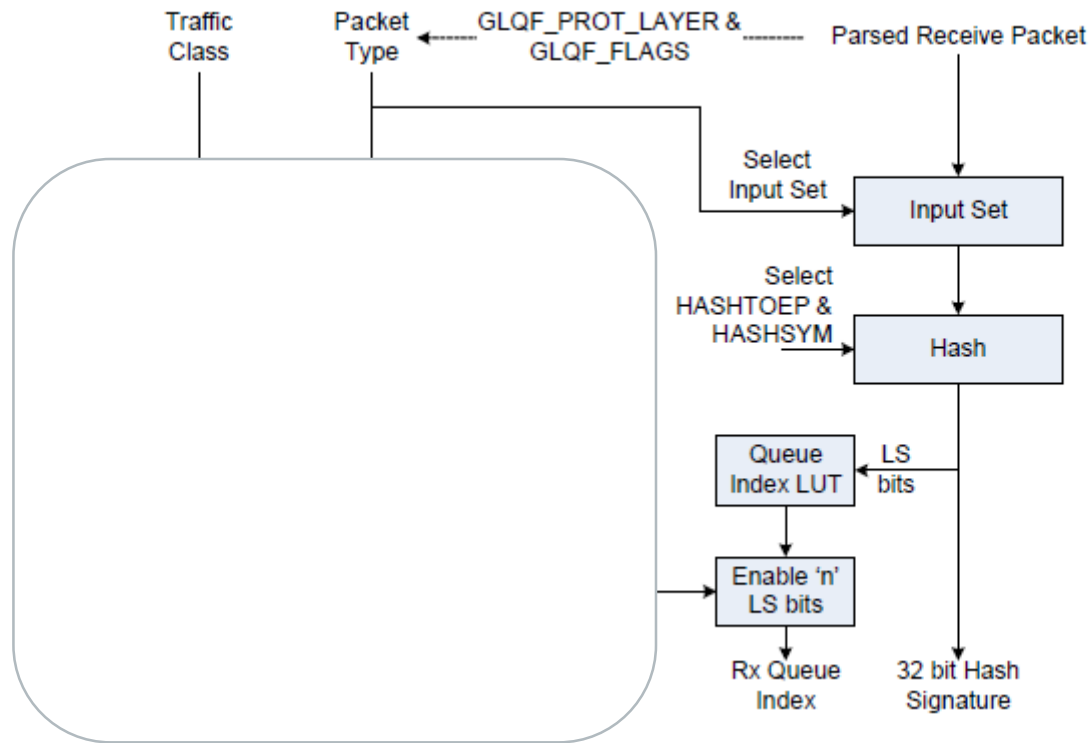 Traffic
Class
Packet
Type
GLQF_PROT_LAYER &
GLQF_FLAGS
Parsed Receive Packet
Select
Input Set
Input Set
Select
HASHTOEP &
HASHSYM
Hash
Queue
Index LUT
LS
bits
Enable ‘n’
LS bits
Rx Queue
Index
32 bit Hash
Signature